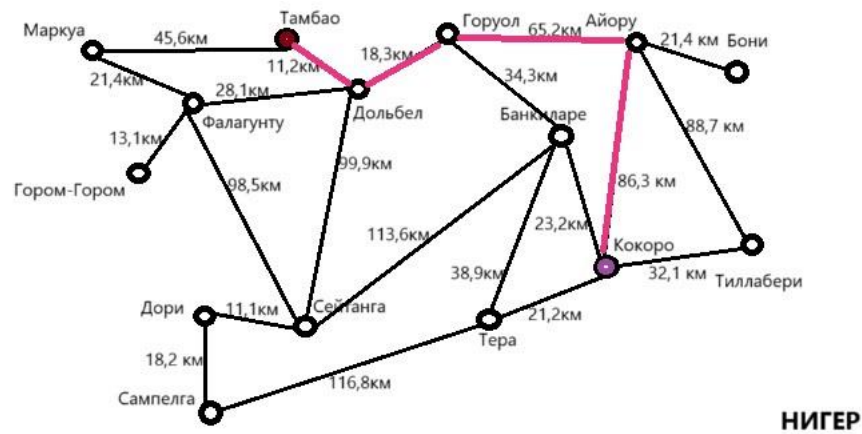 Тамбао
Горуол
Айору
Маркуа
45,6км
65,2км
21,4 км
Бони
11,2км
18,3км
21,4км
28,1км
34,3км
Дольбел
Банкиларе
Фалагунту
88,7 км
13,1км
99,9км
86,3 км
Гором-Гором
98,5км
23,2км
113,6км
Кокоро
38,9км
32,1 км
Тиллабери
Дори
11,1км
Сейтанга
21,2км
Тера
18,2 км
116,8км
Сампелга
НИГЕР